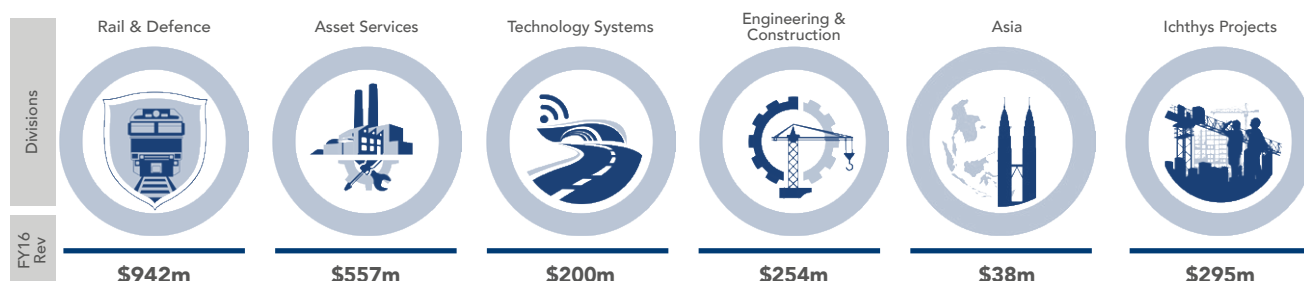 Rail & Defence
Asset Services
Technology Systems
Engineering &
Construction
Asia
Ichthys Projects
Divisions
FY16
Rev
$942m
$557m
$200m
$254m
$38m
$295m